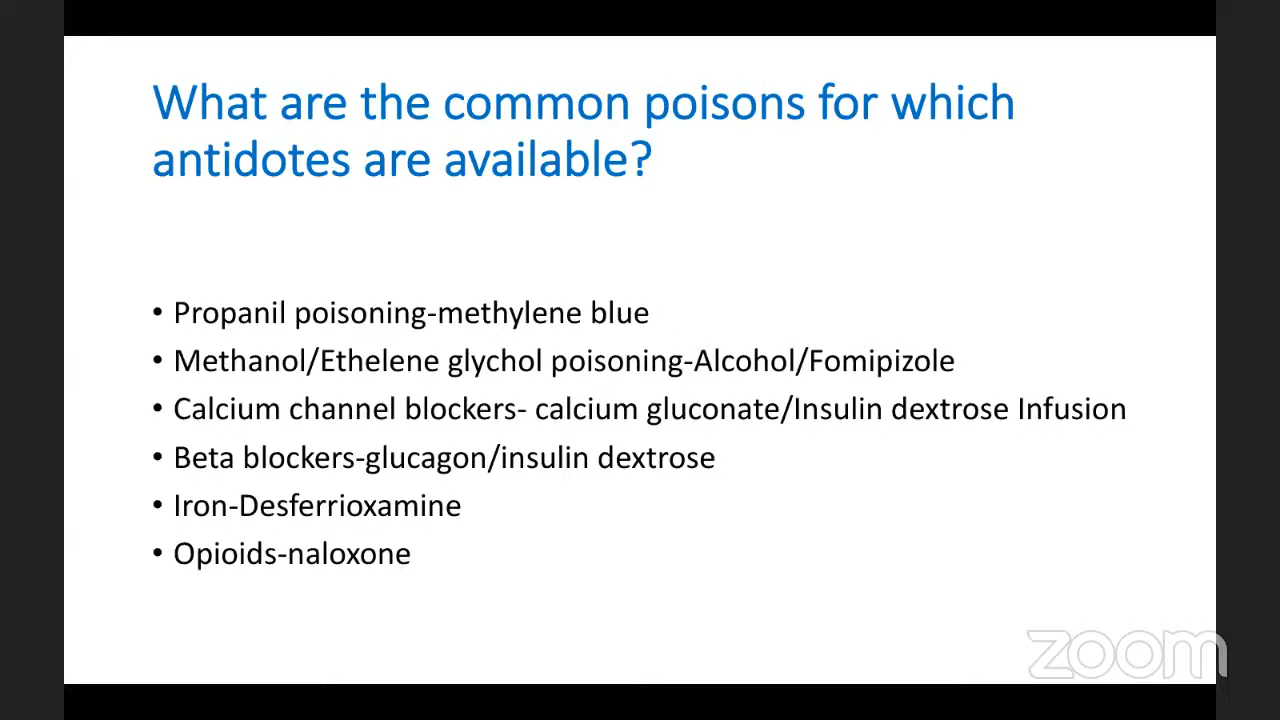 What are the common poisons for which
antidotes are available?
• Propanil poisoning-methylene blue
• Methanol/Ethelene glychol poisoning-Alcohol/Fomipizole
• Calcium channel blockers- calcium gluconate/Insulin dextrose Infusion
• Beta blockers-glucagon/insulin dextrose
• Iron-Desferrioxamine
• Opioids-naloxone
zoom